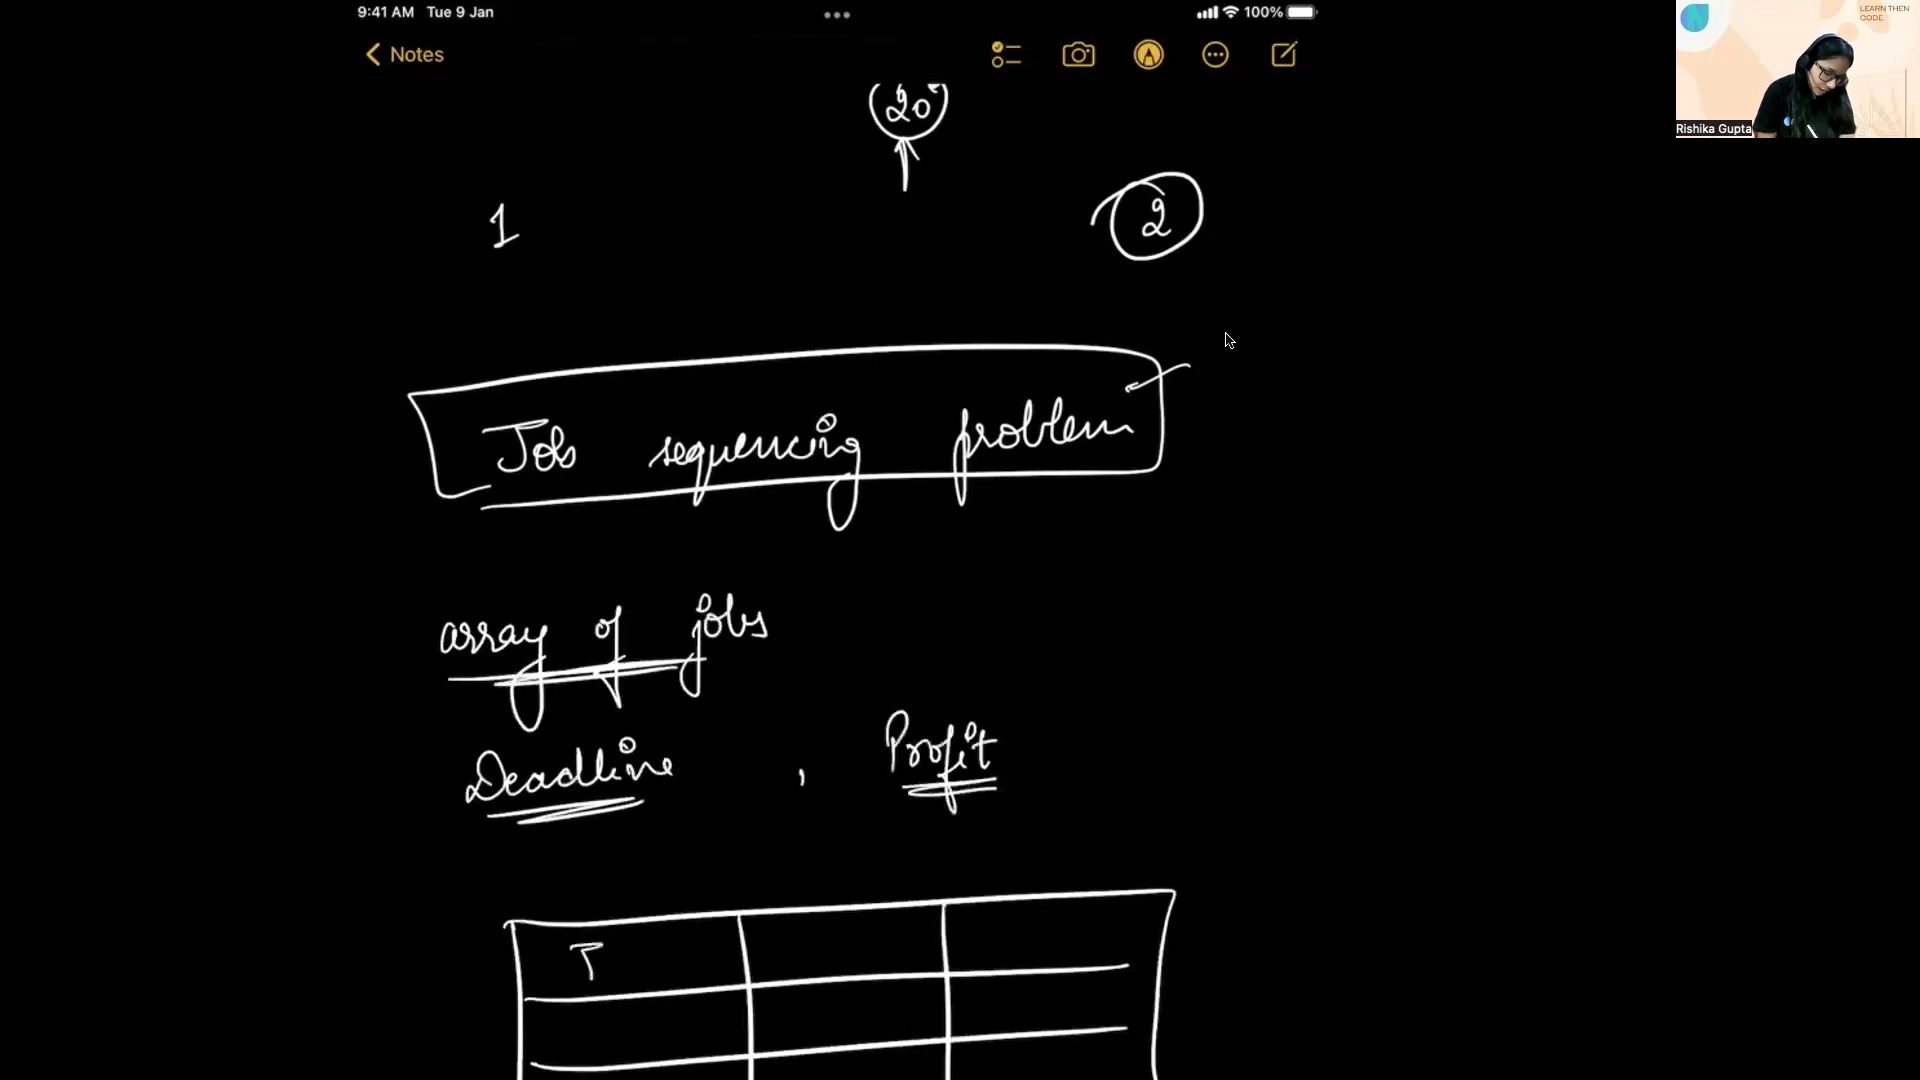 9:41 AM Tue 9 Jan
100%
LEARN THEN
CODE
Notes
20
Rishika Gupta
1
2
Job sequencing problem
array of jobs
Deadline , Profit